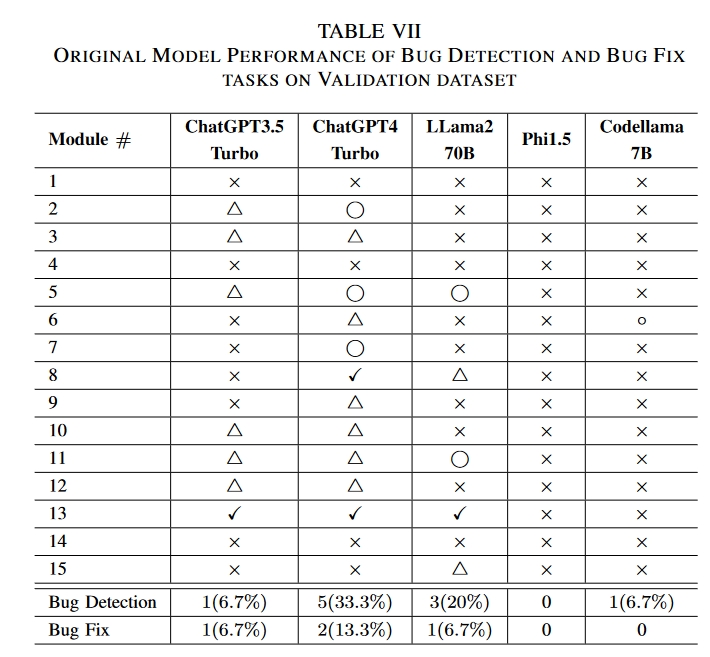 TABLE VII
ORIGINAL MODEL PERFORMANCE OF BUG DETECTION AND BUG FIX
TASKS ON VALIDATION DATASET
Module # ChatGPT3.5 Turbo ChatGPT4 Turbo LLama2 70B Phi1.5 Codellama 7B
1 × × × × ×
2 △ ○ × × ×
3 △ △ × × ×
4 × × × × ×
5 △ ○ ○ × ×
6 × △ × × ∘
7 × ○ × × ×
8 × ✓ △ × ×
9 × △ × × ×
10 △ △ × × ×
11 △ △ ○ × ×
12 △ △ × × ×
13 ✓ ✓ ✓ × ×
14 × × × × ×
15 × × △ × ×
Bug Detection 1(6.7%) 5(33.3%) 3(20%) 0 1(6.7%)
Bug Fix 1(6.7%) 2(13.3%) 1(6.7%) 0 0